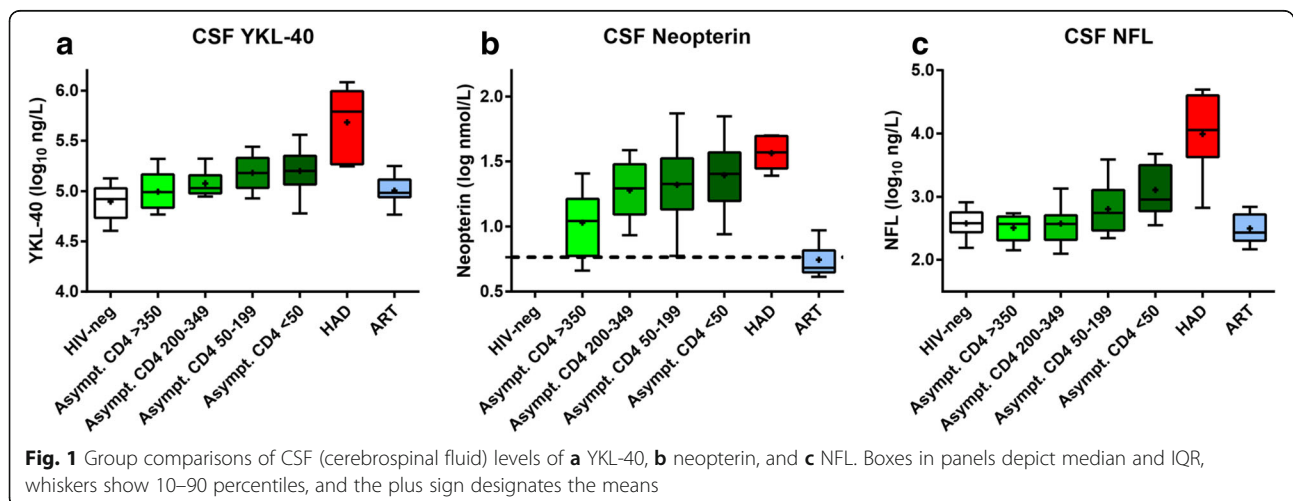 a CSF YKL-40
YKL-40 (log10 ng/L)
6.0
5.5
5.0
4.5
4.0
HIV-neg
Asympt. CD4 >350
Asympt. CD4 200-349
Asympt. CD4 50-199
Asympt. CD4 <50
HAD
ART
b CSF Neopterin
Neopterin (log nmol/L)
2.0
1.5
1.0
0.5
HIV-neg
Asympt. CD4 >350
Asympt. CD4 200-349
Asympt. CD4 50-199
Asympt. CD4 <50
HAD
ART
c CSF NFL
NFL (log10 ng/L)
5.0
4.0
3.0
2.0
HIV-neg
Asympt. CD4 >350
Asympt. CD4 200-349
Asympt. CD4 50-199
Asympt. CD4 <50
HAD
ART
Fig. 1 Group comparisons of CSF (cerebrospinal fluid) levels of a YKL-40, b neopterin, and c NFL. Boxes in panels depict median and IQR,
whiskers show 10–90 percentiles, and the plus sign designates the means